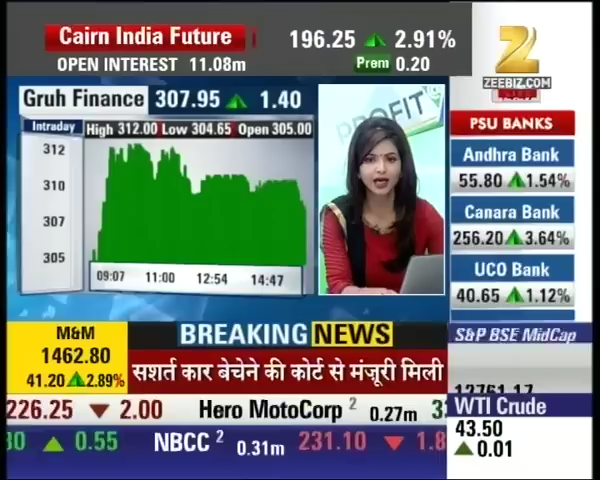 Cairn India Future
196.25 2.91%
OPEN INTEREST 11.08m
Prem 0.20
Z
ZEEBIZ.COM
Gruh Finance 307.95 1.40
Intraday High 312.00 Low 304.65 Open 305.00
312
310
307
305
09:07 11:00 12:54 14:47
PROFIT
PSU BANKS
Andhra Bank
55.80 1.54%
Canara Bank
256.20 3.64%
UCO Bank
40.65 1.12%
M&M
1462.80
41.20 2.89%
BREAKING NEWS
सशर्त कार बेचेने की कोर्ट से मंजूरी मिली
S&P BSE MidCap
12761.17
226.25 2.00 Hero MotoCorp 2 0.27m
0.55 NBCC 2 0.31m 231.10 1.8
WTI Crude
43.50
0.01